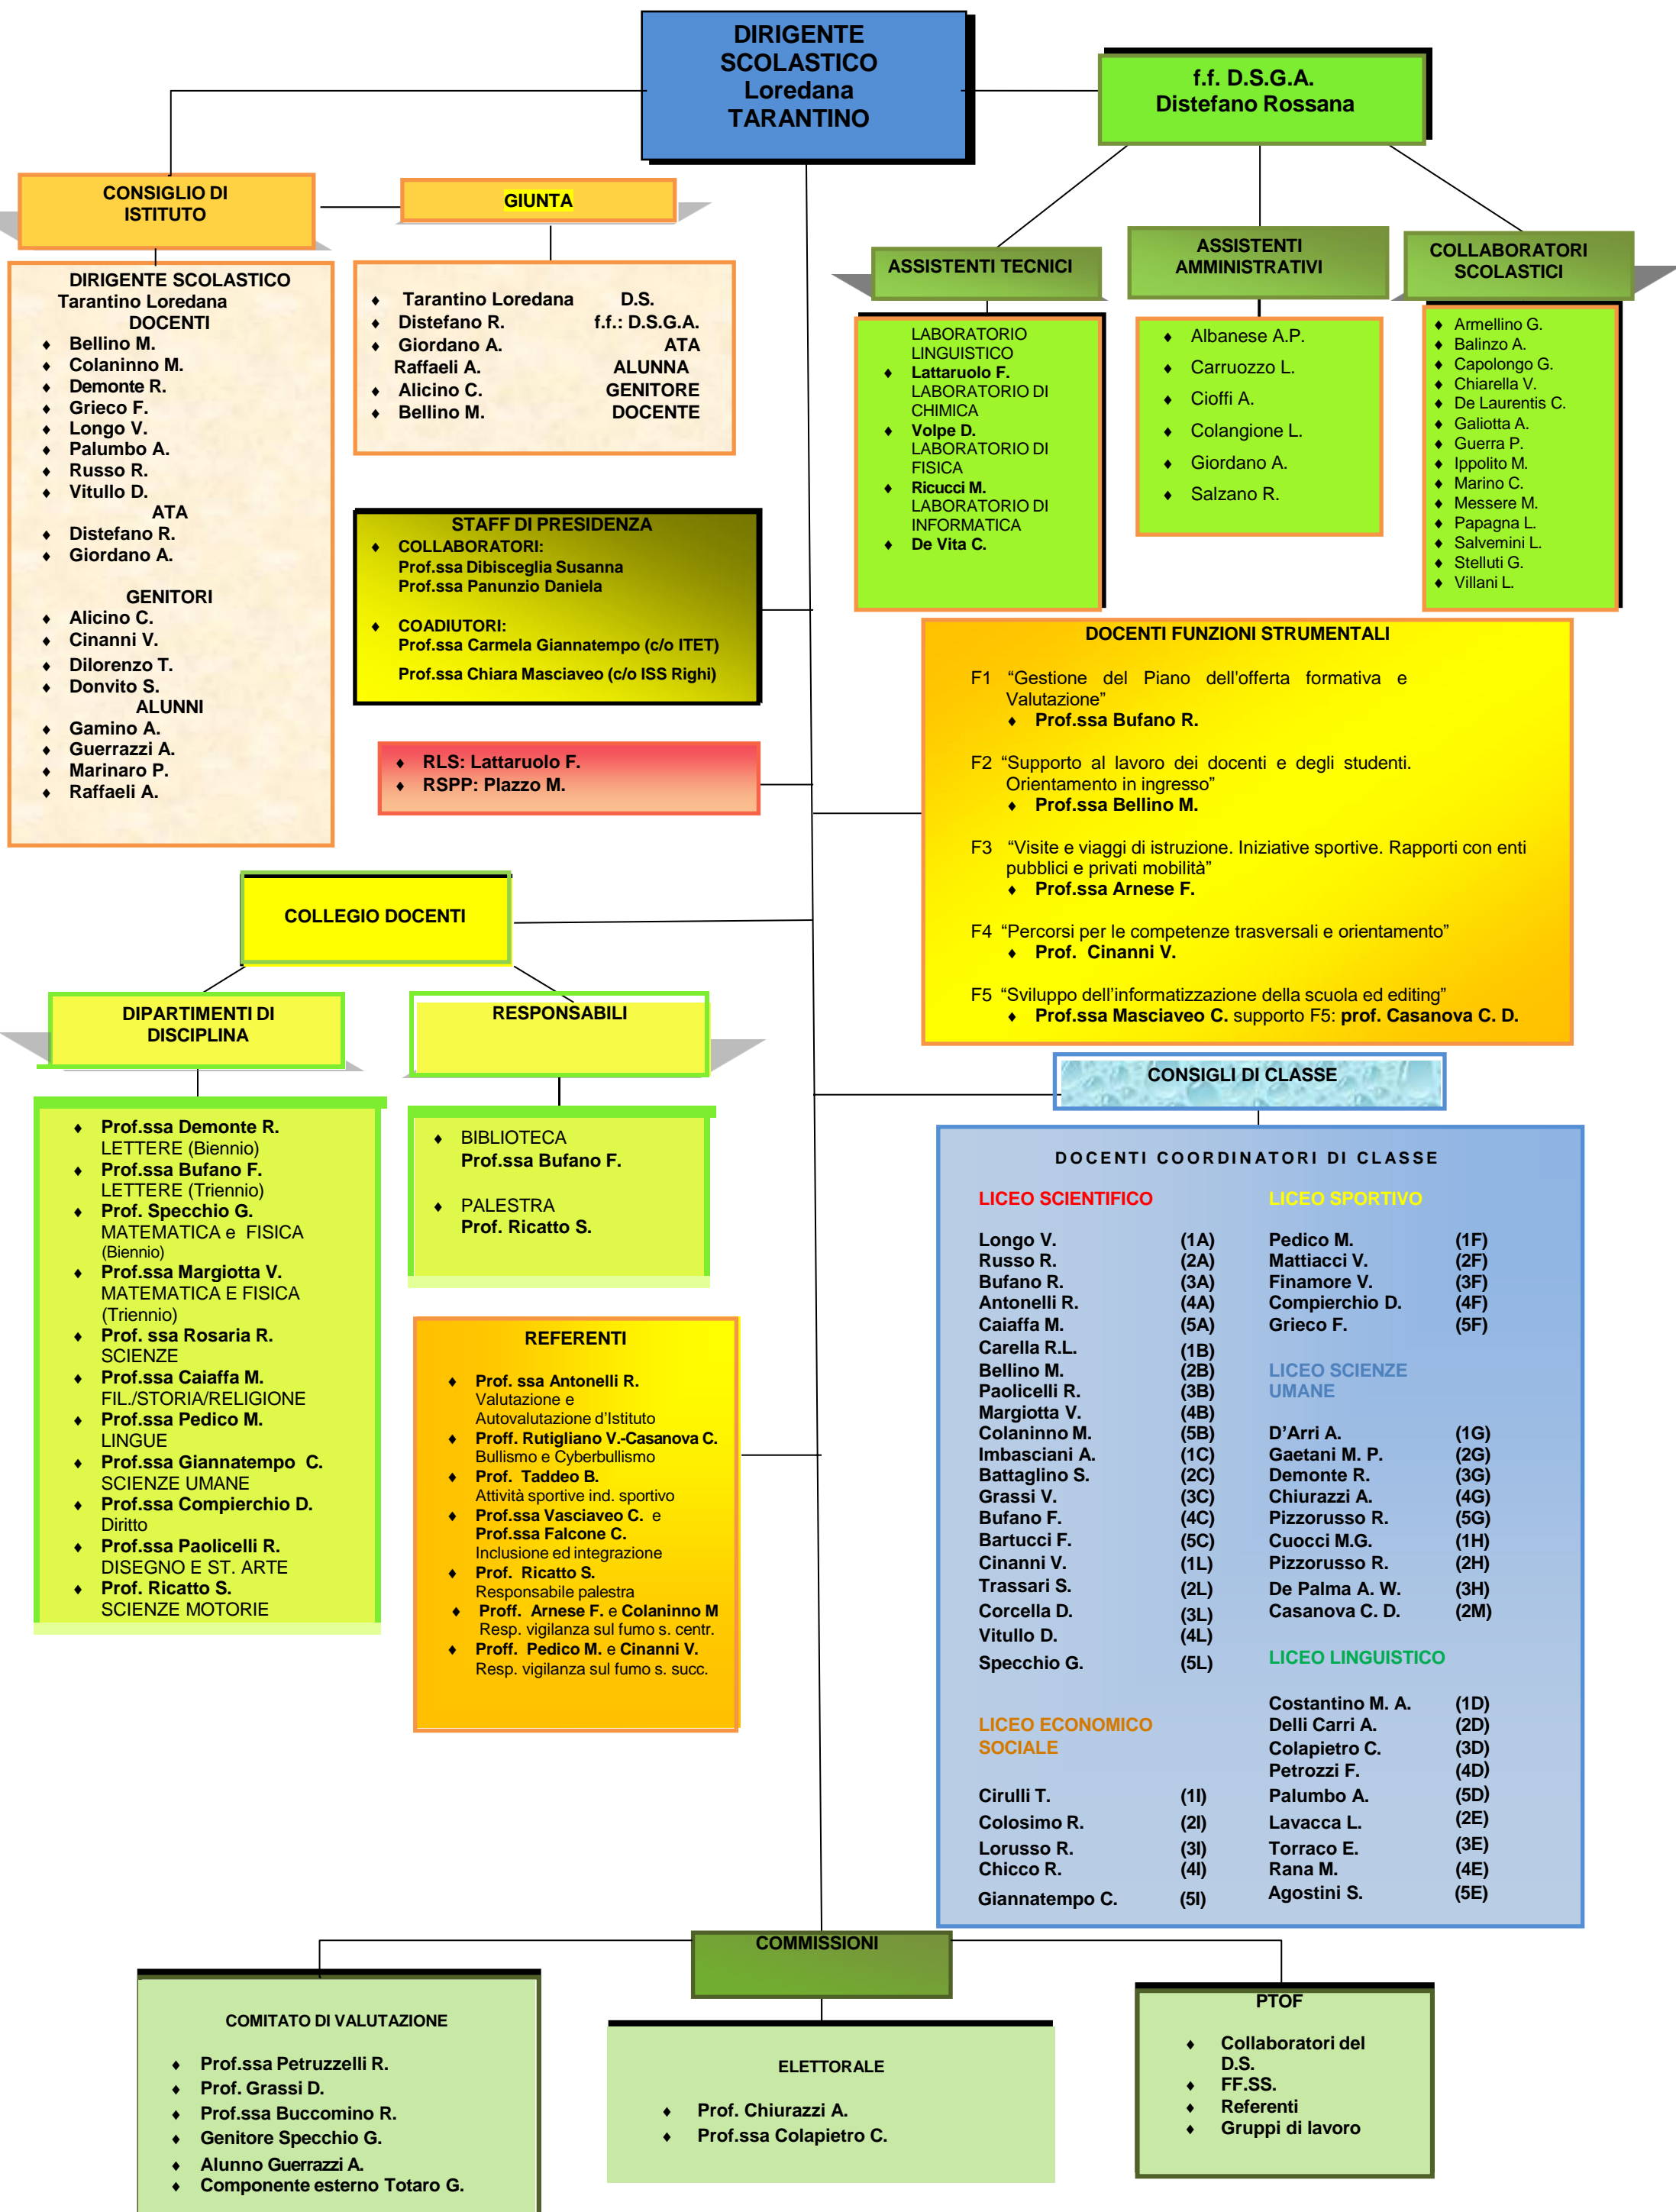 DIRIGENTE
SCOLASTICO
Loredana
TARANTINO
f.f. D.S.G.A.
Distefano Rossana
CONSIGLIO DI
ISTITUTO
GIUNTA
DIRIGENTE SCOLASTICO
Tarantino Loredana
DOCENTI
♦ Bellino M.
♦ Colaninno M.
♦ Demonte R.
♦ Grieco F.
♦ Longo V.
♦ Palumbo A.
♦ Russo R.
♦ Vitullo D.
ATA
♦ Distefano R.
♦ Giordano A.
GENITORI
♦ Alicino C.
♦ Cinanni V.
♦ Dilorenzo T.
♦ Donvito S.
ALUNNI
♦ Gamino A.
♦ Guerrazzi A.
♦ Marinaro P.
♦ Raffaeli A.
♦ Tarantino Loredana D.S.
♦ Distefano R. f.f.: D.S.G.A.
♦ Giordano A. ATA
Raffaeli A. ALUNNA
♦ Alicino C. GENITORE
♦ Bellino M. DOCENTE
ASSISTENTI TECNICI
LABORATORIO
LINGUISTICO
♦ Lattaruolo F.
LABORATORIO DI
CHIMICA
♦ Volpe D.
LABORATORIO DI
FISICA
♦ Ricucci M.
LABORATORIO DI
INFORMATICA
♦ De Vita C.
ASSISTENTI
AMMINISTRATIVI
♦ Albanese A.P.
♦ Carruozzo L.
♦ Cioffi A.
♦ Colangione L.
♦ Giordano A.
♦ Salzano R.
COLLABORATORI
SCOLASTICI
♦ Armellino G.
♦ Balinzo A.
♦ Capolongo G.
♦ Chiarella V.
♦ De Laurentis C.
♦ Galiotta A.
♦ Guerra P.
♦ Ippolito M.
♦ Marino C.
♦ Messere M.
♦ Papagna L.
♦ Salvemini L.
♦ Stelluti G.
♦ Villani L.
STAFF DI PRESIDENZA
♦ COLLABORATORI:
Prof.ssa Dibisceglia Susanna
Prof.ssa Panunzio Daniela
♦ COADIUTORI:
Prof.ssa Carmela Giannatempo (c/o ITET)
Prof.ssa Chiara Masciaveo (c/o ISS Righi)
♦ RLS: Lattaruolo F.
♦ RSPP: Plazzo M.
DOCENTI FUNZIONI STRUMENTALI
F1 “Gestione del Piano dell'offerta formativa e
Valutazione”
♦ Prof.ssa Bufano R.
F2 “Supporto al lavoro dei docenti e degli studenti.
Orientamento in ingresso”
♦ Prof.ssa Bellino M.
F3 “Visite e viaggi di istruzione. Iniziative sportive. Rapporti con enti
pubblici e privati mobilità”
♦ Prof.ssa Arnese F.
F4 “Percorsi per le competenze trasversali e orientamento”
♦ Prof. Cinanni V.
F5 “Sviluppo dell'informatizzazione della scuola ed editing”
♦ Prof.ssa Masciaveo C. supporto F5: prof. Casanova C. D.
COLLEGIO DOCENTI
DIPARTIMENTI DI
DISCIPLINA
♦ Prof.ssa Demonte R.
LETTERE (Biennio)
♦ Prof.ssa Bufano F.
LETTERE (Triennio)
♦ Prof. Specchio G.
MATEMATICA e FISICA
(Biennio)
♦ Prof.ssa Margiotta V.
MATEMATICA E FISICA
(Triennio)
♦ Prof. ssa Rosaria R.
SCIENZE
♦ Prof.ssa Caiaffa M.
FIL./STORIA/RELIGIONE
♦ Prof.ssa Pedico M.
LINGUE
♦ Prof.ssa Giannatempo C.
SCIENZE UMANE
♦ Prof.ssa Compierchio D.
Diritto
♦ Prof.ssa Paolicelli R.
DISEGNO E ST. ARTE
♦ Prof. Ricatto S.
SCIENZE MOTORIE
RESPONSABILI
♦ BIBLIOTECA
Prof.ssa Bufano F.
♦ PALESTRA
Prof. Ricatto S.
REFERENTI
♦ Prof. ssa Antonelli R.
Valutazione e
Autovalutazione d'Istituto
♦ Proff. Rutigliano V.-Casanova C.
Bullismo e Cyberbullismo
♦ Prof. Taddeo B.
Attività sportive ind. sportivo
♦ Prof.ssa Vasciaveo C. e
Prof.ssa Falcone C.
Inclusione ed integrazione
♦ Prof. Ricatto S.
Responsabile palestra
♦ Proff. Arnese F. e Colaninno M
Resp. vigilanza sul fumo s. centr.
♦ Proff. Pedico M. e Cinanni V.
Resp. vigilanza sul fumo s. succ.
CONSIGLI DI CLASSE
DOCENTI COORDINATORI DI CLASSE
LICEO SCIENTIFICO
Longo V. (1A)
Russo R. (2A)
Bufano R. (3A)
Antonelli R. (4A)
Caiaffa M. (5A)
Carella R.L. (1B)
Bellino M. (2B)
Paolicelli R. (3B)
Margiotta V. (4B)
Colaninno M. (5B)
Imbasciani A. (1C)
Battaglino S. (2C)
Grassi V. (3C)
Bufano F. (4C)
Bartucci F. (5C)
Cinanni V. (1L)
Trassari S. (2L)
Corcella D. (3L)
Vitullo D. (4L)
Specchio G. (5L)
LICEO ECONOMICO
SOCIALE
Cirulli T. (1I)
Colosimo R. (2I)
Lorusso R. (3I)
Chicco R. (4I)
Giannatempo C. (5I)
LICEO SPORTIVO
Pedico M. (1F)
Mattiacci V. (2F)
Finamore V. (3F)
Compierchio D. (4F)
Grieco F. (5F)
LICEO SCIENZE
UMANE
D'Arri A. (1G)
Gaetani M. P. (2G)
Demonte R. (3G)
Chiurazzi A. (4G)
Pizzorusso R. (5G)
Cuocci M.G. (1H)
Pizzorusso R. (2H)
De Palma A. W. (3H)
Casanova C. D. (2M)
LICEO LINGUISTICO
Costantino M. A. (1D)
Delli Carri A. (2D)
Colapietro C. (3D)
Petrozzi F. (4D)
Palumbo A. (5D)
Lavacca L. (2E)
Torraco E. (3E)
Rana M. (4E)
Agostini S. (5E)
COMMISSIONI
COMITATO DI VALUTAZIONE
♦ Prof.ssa Petruzzelli R.
♦ Prof. Grassi D.
♦ Prof.ssa Buccomino R.
♦ Genitore Specchio G.
♦ Alunno Guerrazzi A.
♦ Componente esterno Totaro G.
ELETTORALE
♦ Prof. Chiurazzi A.
♦ Prof.ssa Colapietro C.
PTOF
♦ Collaboratori del
D.S.
♦ FF.SS.
♦ Referenti
♦ Gruppi di lavoro